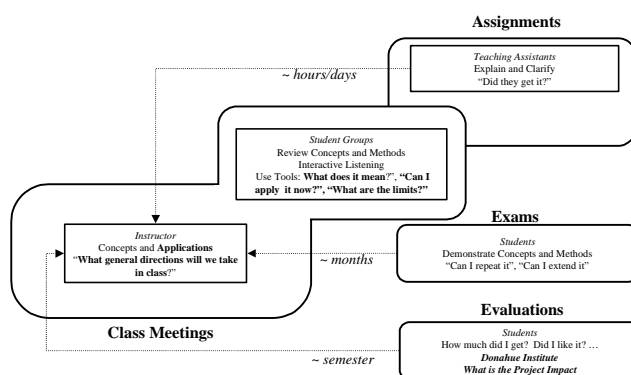 Assignments
Teaching Assistants
Explain and Clarify
“Did they get it?”
~ hours/days
Student Groups
Review Concepts and Methods
Interactive Listening
Use Tools: What does it mean?”, “Can I
apply it now?”, “What are the limits?”
Exams
Instructor
Concepts and Applications
“What general directions will we take
in class?”
Students
Demonstrate Concepts and Methods
“Can I repeat it”, “Can I extend it”
~ months
Class Meetings
Evaluations
Students
How much did I get? Did I like it? …
Donahue Institute
What is the Project Impact
~ semester